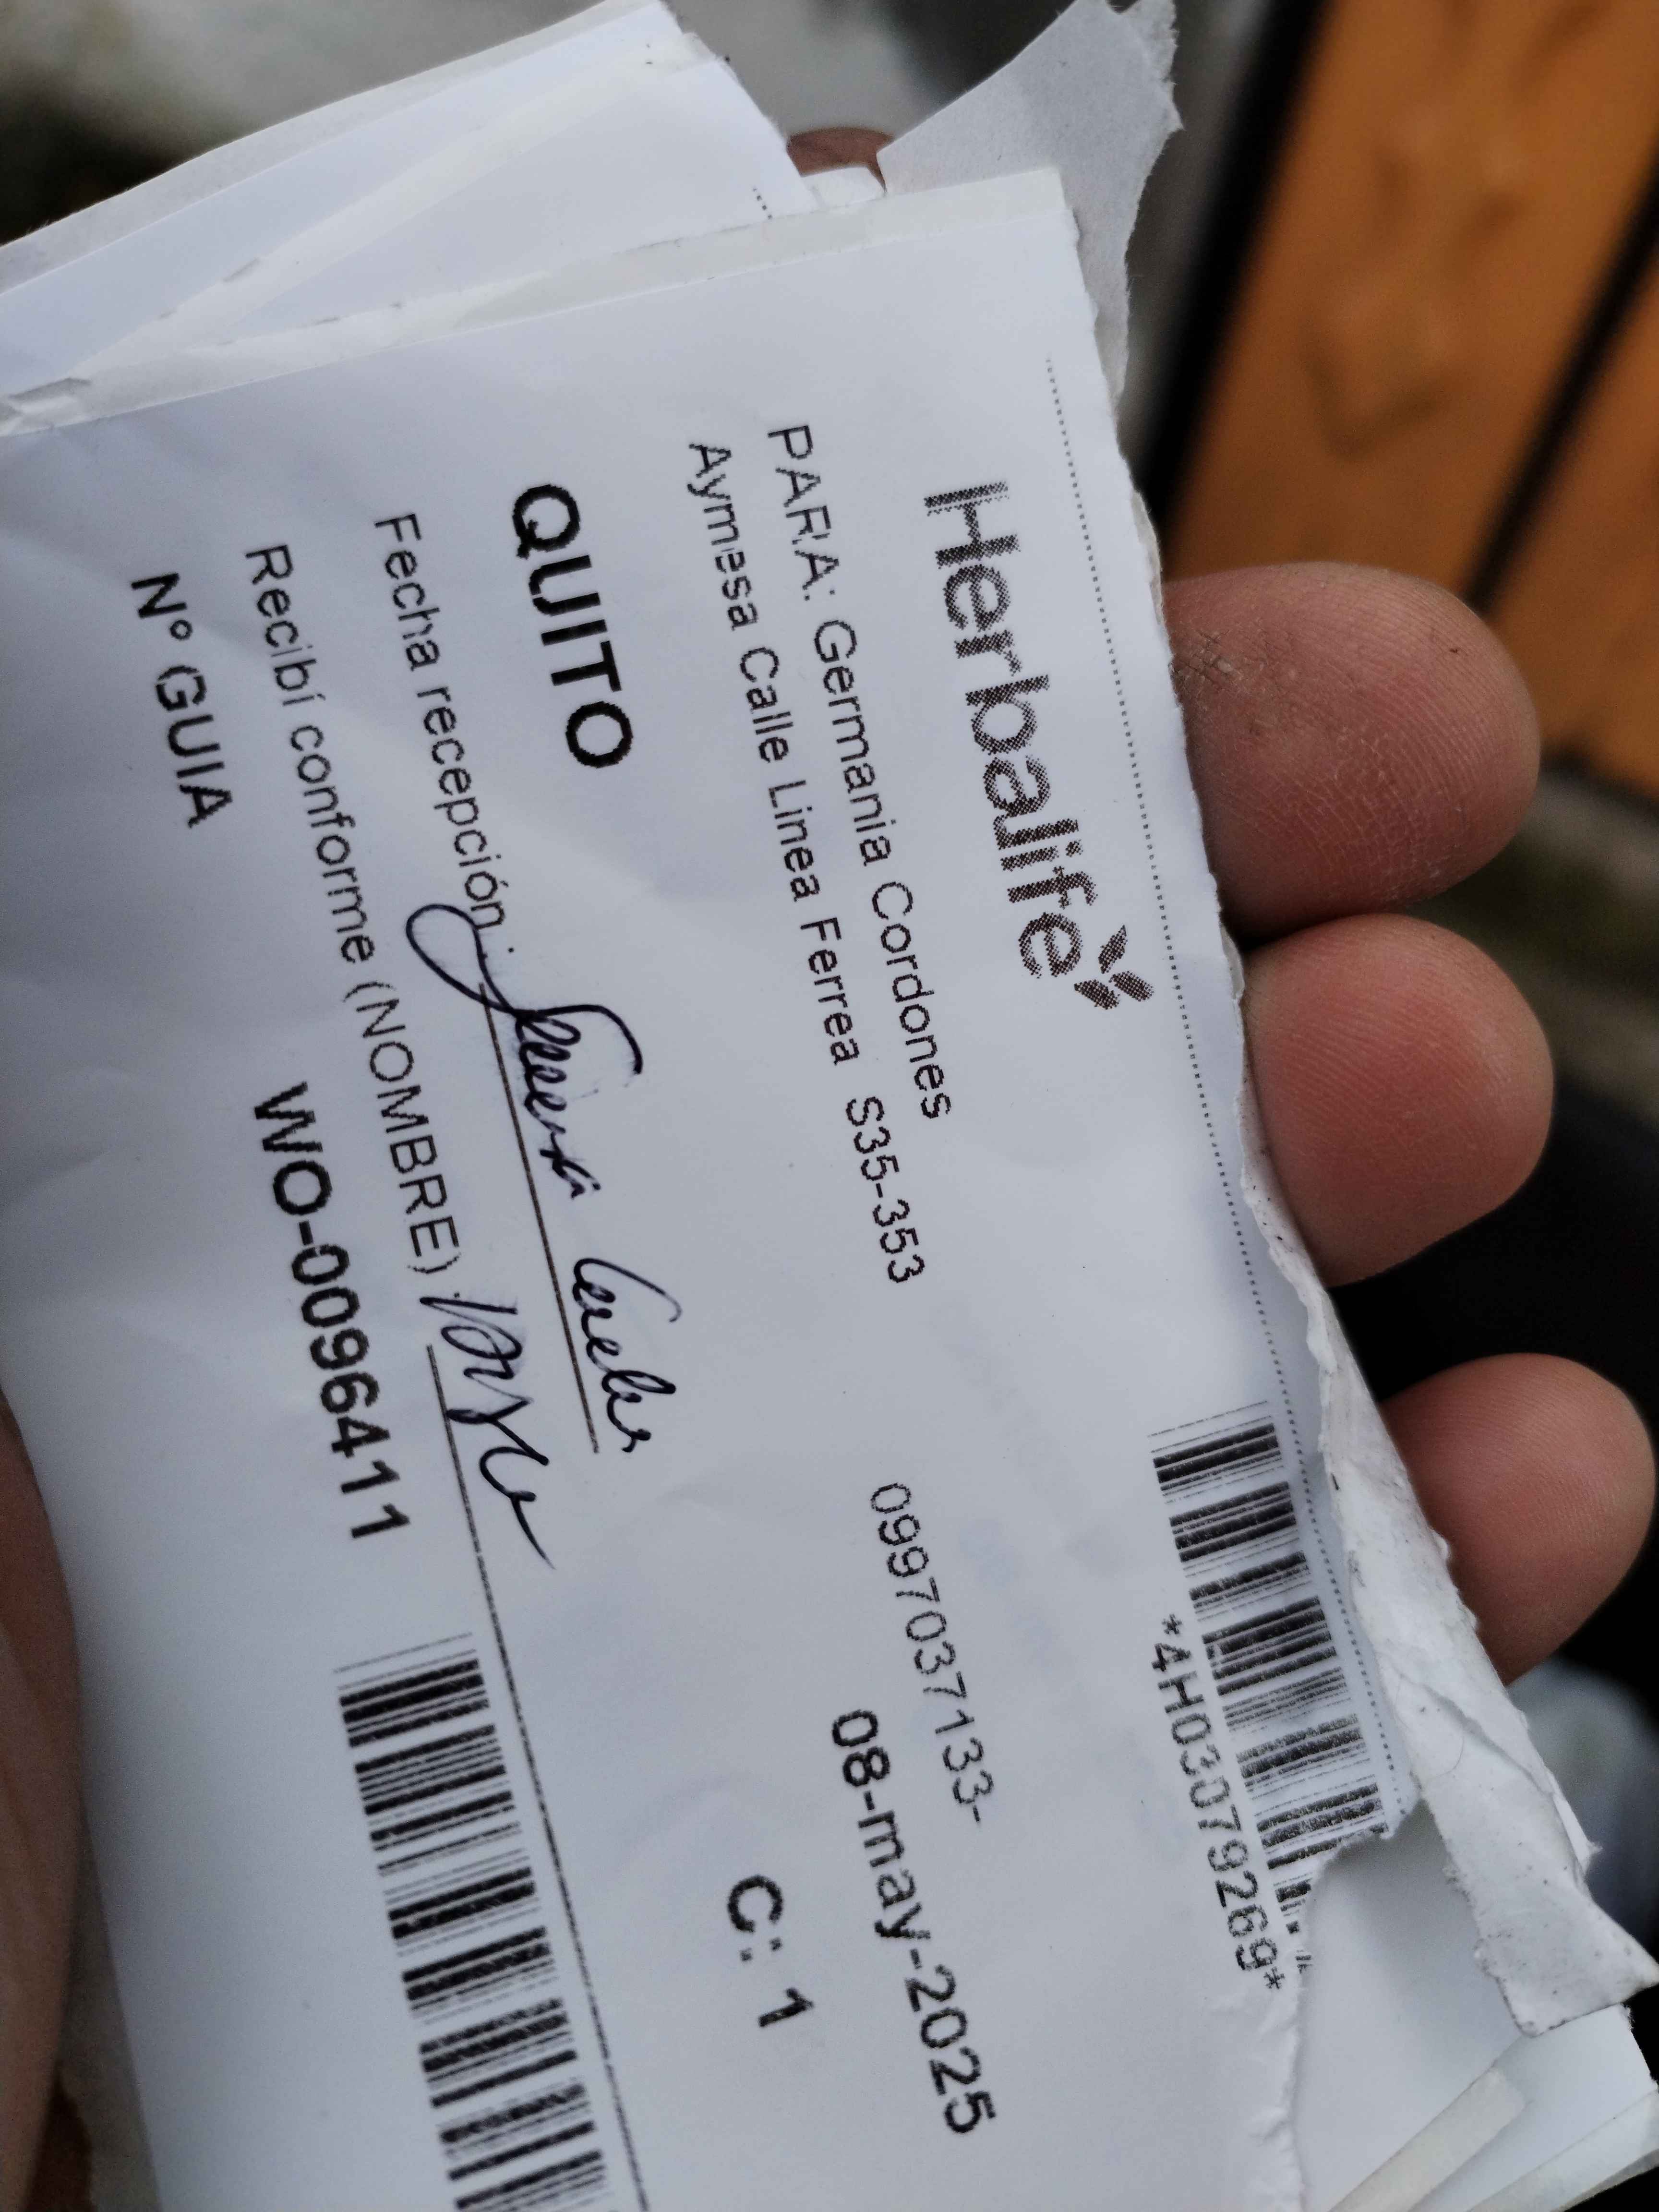 Herbalife
*4H03079269*
PARA: Germania Cordones 0997037133-
Aymesa Calle Linea Ferrea S35-353
08-may-2025
QUITO C: 1
Fecha recepción:
Recibí conforme (NOMBRE)
N° GUIA WO-0096411